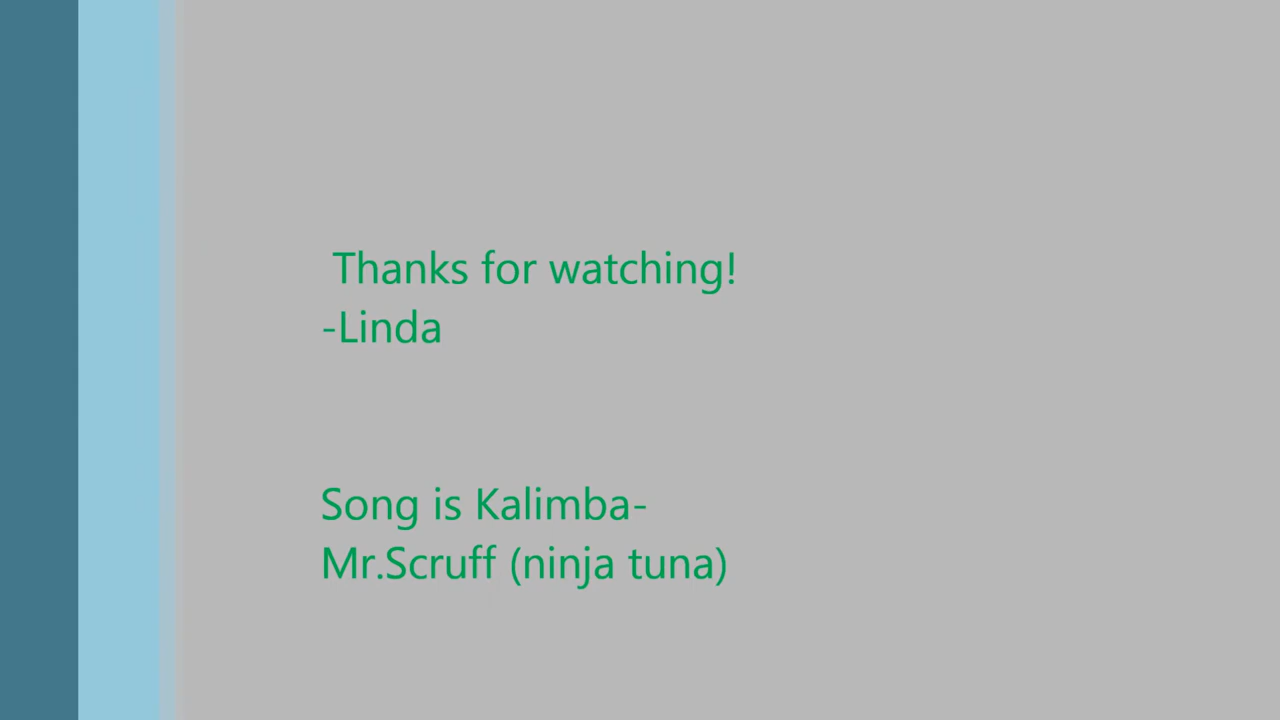 Thanks for watching!
-Linda
Song is Kalimba-
Mr.Scruff (ninja tuna)